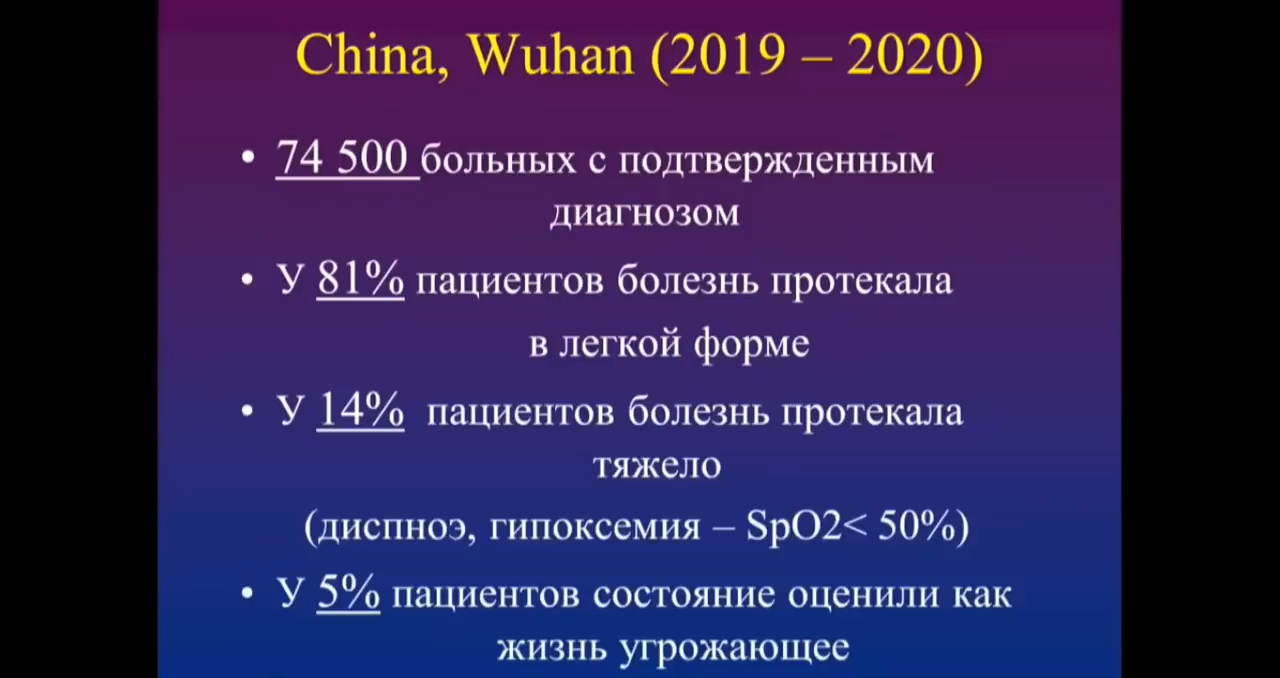 China, Wuhan (2019 – 2020)
• 74 500 больных с подтвержденным
диагнозом
• У 81% пациентов болезнь протекала
в легкой форме
• У 14% пациентов болезнь протекала
тяжело
(диспноэ, гипоксемия – SpO2< 50%)
• У 5% пациентов состояние оценили как
жизнь угрожающее